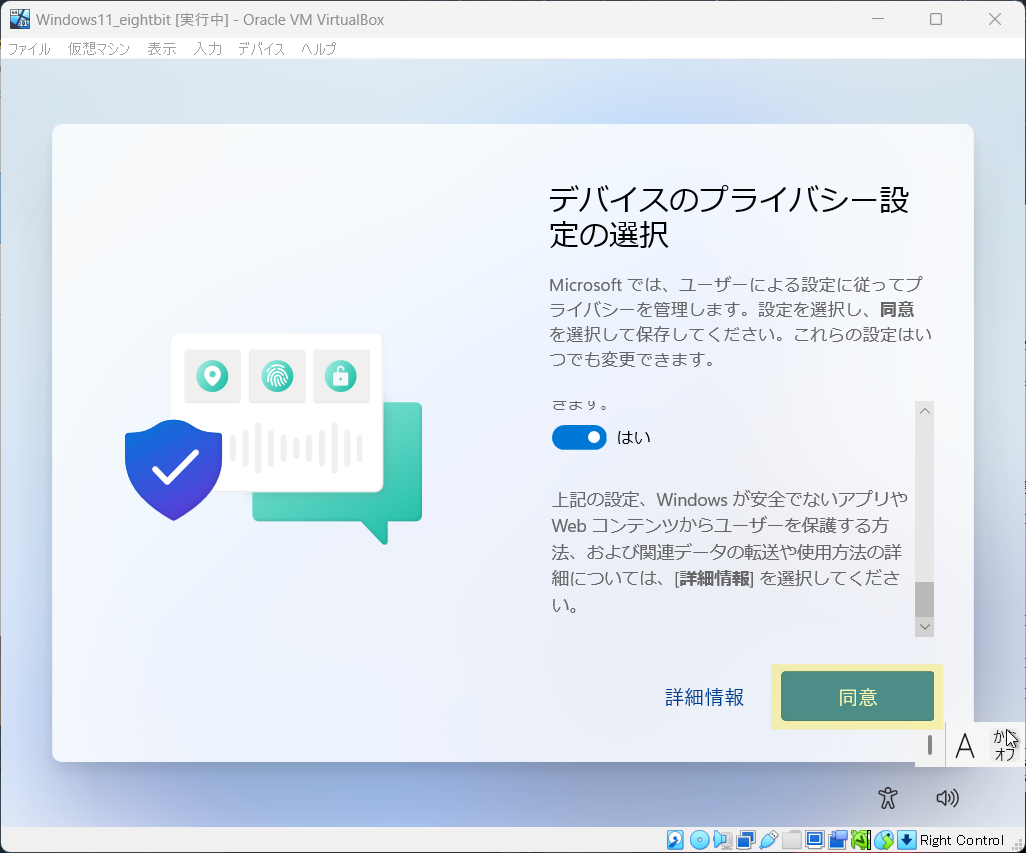 Windows11_eightbit [実行中] - Oracle VM VirtualBox
ファイル 仮想マシン 表示 入力 デバイス ヘルプ
デバイスのプライバシー設
定の選択
Microsoft では、ユーザーによる設定に従ってプ
ライバシーを管理します。設定を選択し、同意
を選択して保存してください。これらの設定はい
つでも変更できます。
きます。
はい
上記の設定、Windows が安全でないアプリや
Web コンテンツからユーザーを保護する方
法、および関連データの転送や使用方法の詳
細については、[詳細情報] を選択してくださ
い。
詳細情報 同意
A
オフ
Right Control